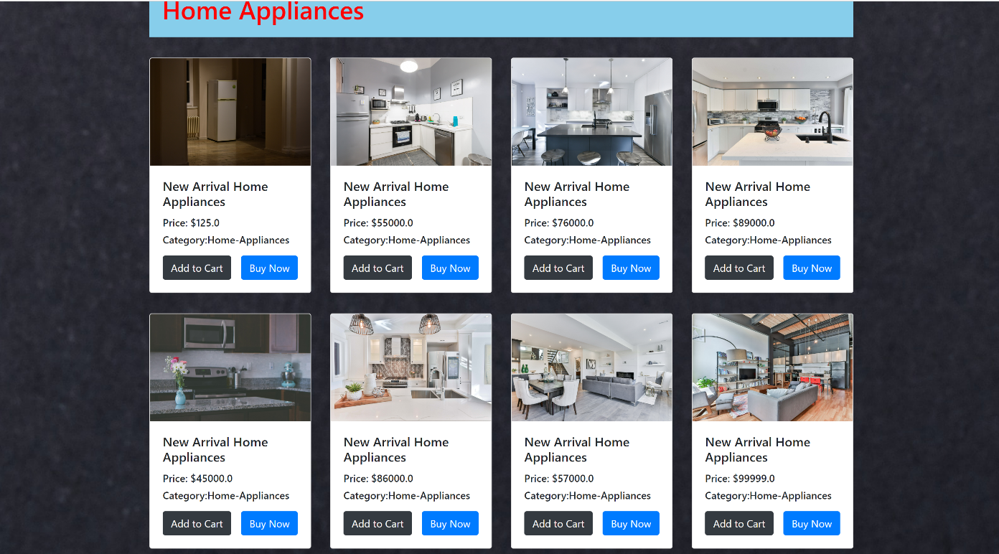 Home Appliances
New Arrival Home
Appliances
Price: $125.0
Category:Home-Appliances
Add to Cart
Buy Now
New Arrival Home
Appliances
Price: $55000.0
Category:Home-Appliances
Add to Cart
Buy Now
New Arrival Home
Appliances
Price: $76000.0
Category:Home-Appliances
Add to Cart
Buy Now
New Arrival Home
Appliances
Price: $89000.0
Category:Home-Appliances
Add to Cart
Buy Now
New Arrival Home
Appliances
Price: $45000.0
Category:Home-Appliances
Add to Cart
Buy Now
New Arrival Home
Appliances
Price: $86000.0
Category:Home-Appliances
Add to Cart
Buy Now
New Arrival Home
Appliances
Price: $57000.0
Category:Home-Appliances
Add to Cart
Buy Now
New Arrival Home
Appliances
Price: $99999.0
Category:Home-Appliances
Add to Cart
Buy Now